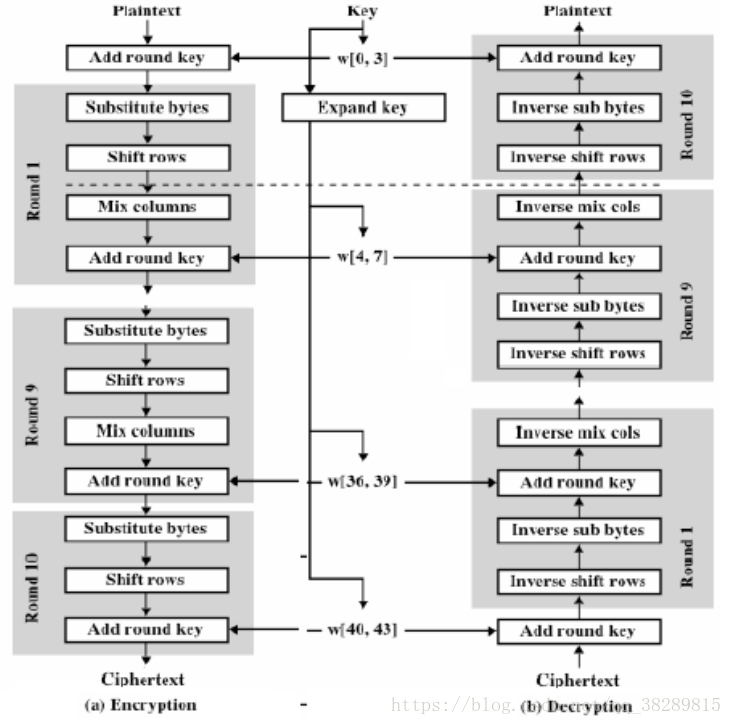 Plaintext
Add round key
Round 1
Substitute bytes
Shift rows
Mix columns
Add round key
Round 9
Substitute bytes
Shift rows
Mix columns
Add round key
Round 10
Substitute bytes
Shift rows
Add round key
Ciphertext
(a) Encryption
Key
w[0, 3]
Expand key
w[4, 7]
w[36, 39]
w[40, 43]
Plaintext
Add round key
Inverse sub bytes
Inverse shift rows
Round 10
Inverse mix cols
Add round key
Inverse sub bytes
Inverse shift rows
Round 9
Inverse mix cols
Add round key
Inverse sub bytes
Inverse shift rows
Round 1
Add round key
Ciphertext
(b) Decryption
https://blog.
38289815